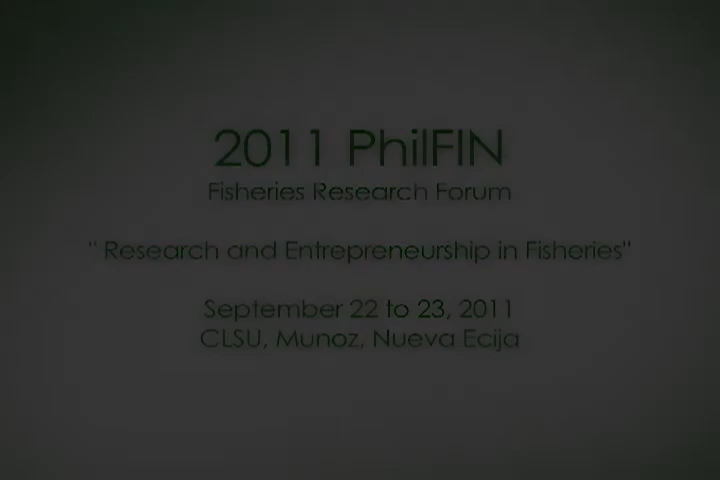 2011 PhilFIN
Fisheries Research Forum
" Research and Entrepreneurship in Fisheries"
September 22 to 23, 2011
CLSU, Munoz, Nueva Ecija